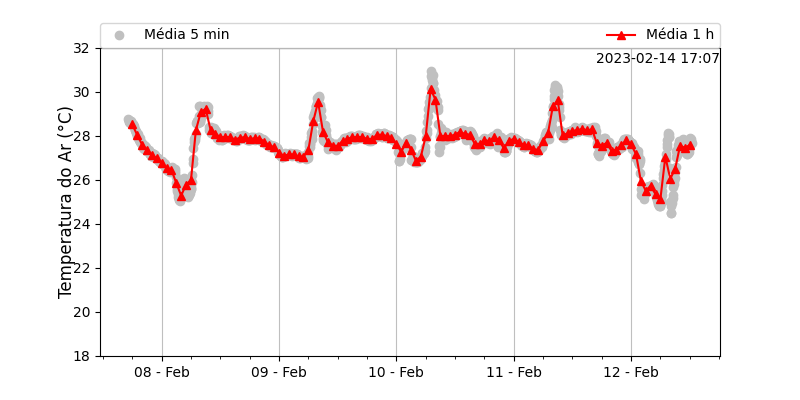 Média 5 min
Média 1 h
2023-02-14 17:07
Temperatura do Ar (°C)
32
30
28
26
24
22
20
18
08 - Feb
09 - Feb
10 - Feb
11 - Feb
12 - Feb